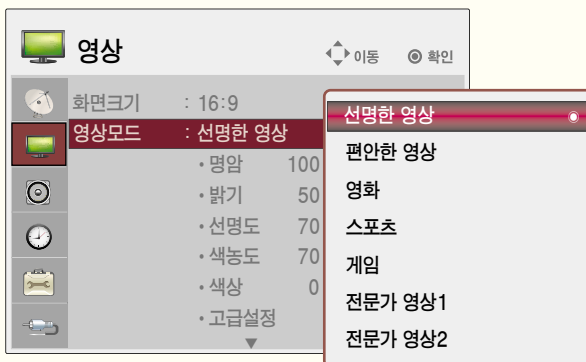 영상
이동 확인
화면크기 : 16:9
영상모드 : 선명한 영상
• 명암 100
• 밝기 50
• 선명도 70
• 색농도 70
• 색상 0
• 고급설정
선명한 영상
편안한 영상
영화
스포츠
게임
전문가 영상1
전문가 영상2